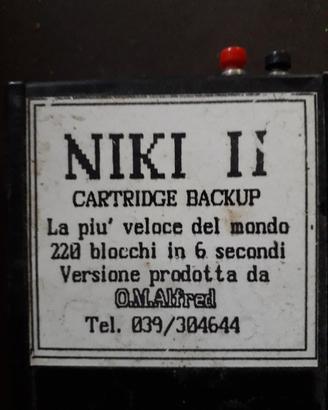 NIKI II
CARTRIDGE BACKUP
La piu' veloce del mondo
220 blocchi in 6 secondi
Versione prodotta da
O.M.Alfred
Tel. 039/304644